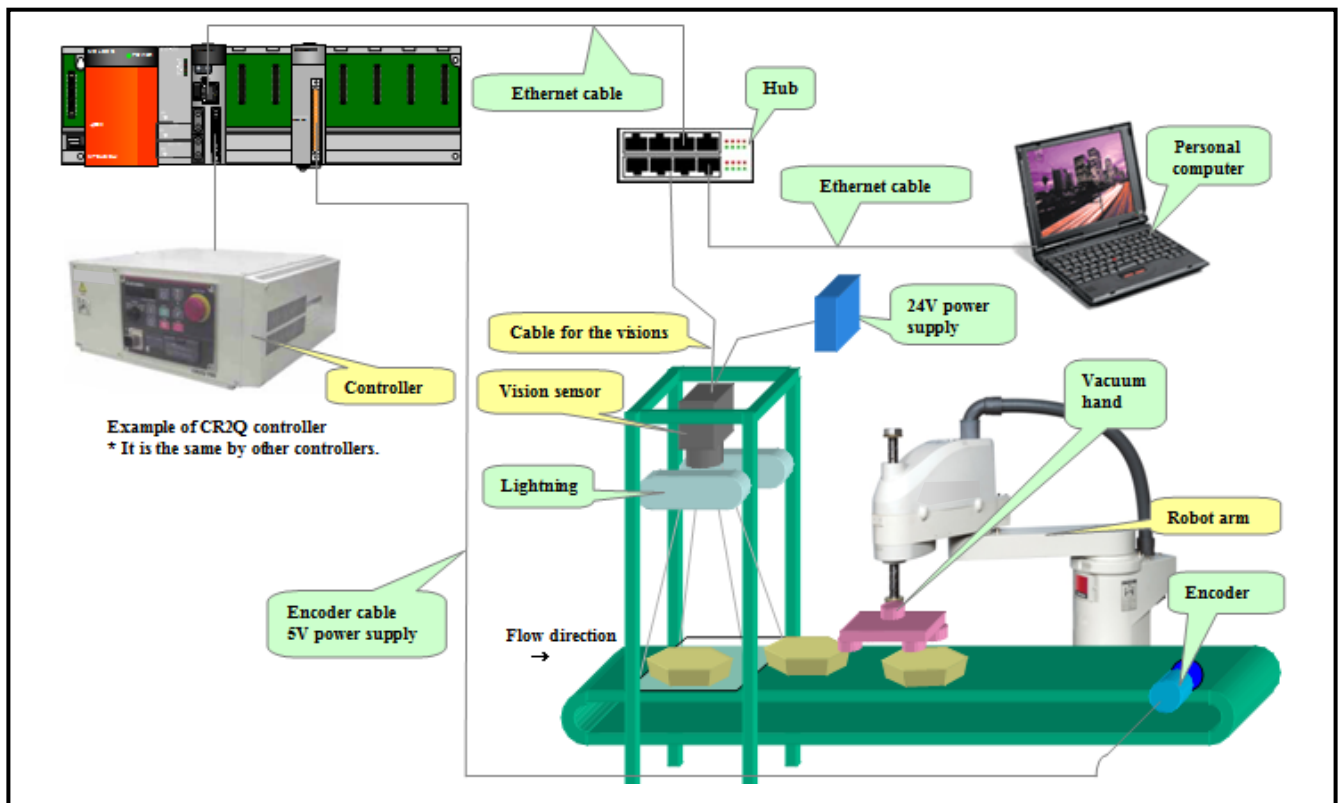 Ethernet cable
Hub
Personal
computer
Ethernet cable
24V power
supply
Cable for the visions
Controller
Vision sensor
Vacuum
hand
Example of CR2Q controller
* It is the same by other controllers.
Lightning
Robot arm
Encoder
Encoder cable
5V power supply
Flow direction
→